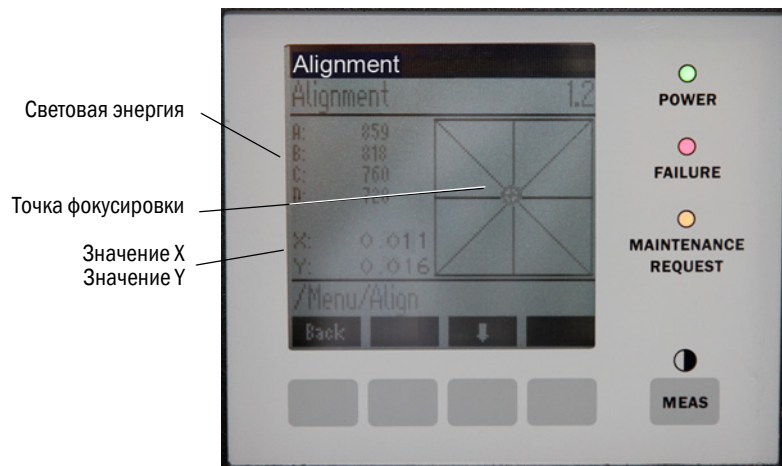 Alignment
Alignment 1.2
Световая энергия
A: 859
B: 818
C: 760
D: 728
Точка фокусировки
Значение X
Значение Y
X: 0.011
Y: 0.016
/Menu/Align
Back
POWER
FAILURE
MAINTENANCE
REQUEST
MEAS